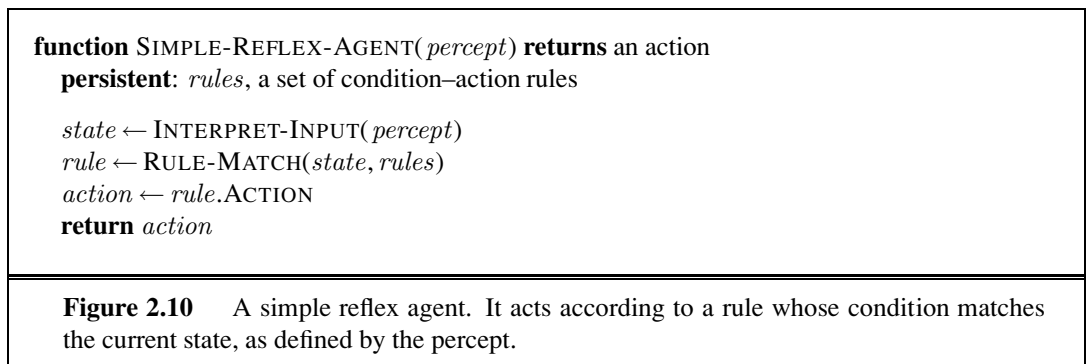 function SIMPLE-REFLEX-AGENT(percept) returns an action
persistent: rules, a set of condition–action rules
state ← INTERPRET-INPUT(percept)
rule ← RULE-MATCH(state, rules)
action ← rule.ACTION
return action
Figure 2.10 A simple reflex agent. It acts according to a rule whose condition matches
the current state, as defined by the percept.